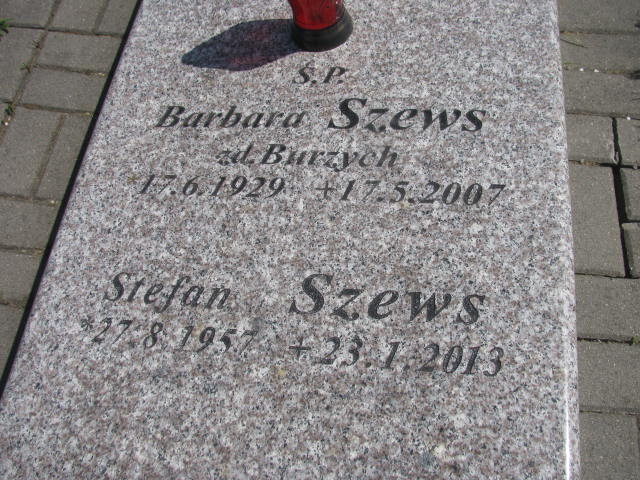 Ś.P.
Barbara Szews
zd. Burzych
*17.6.1929 +17.5.2007
Stefan Szews
*27.8.1957 +23.1.2013